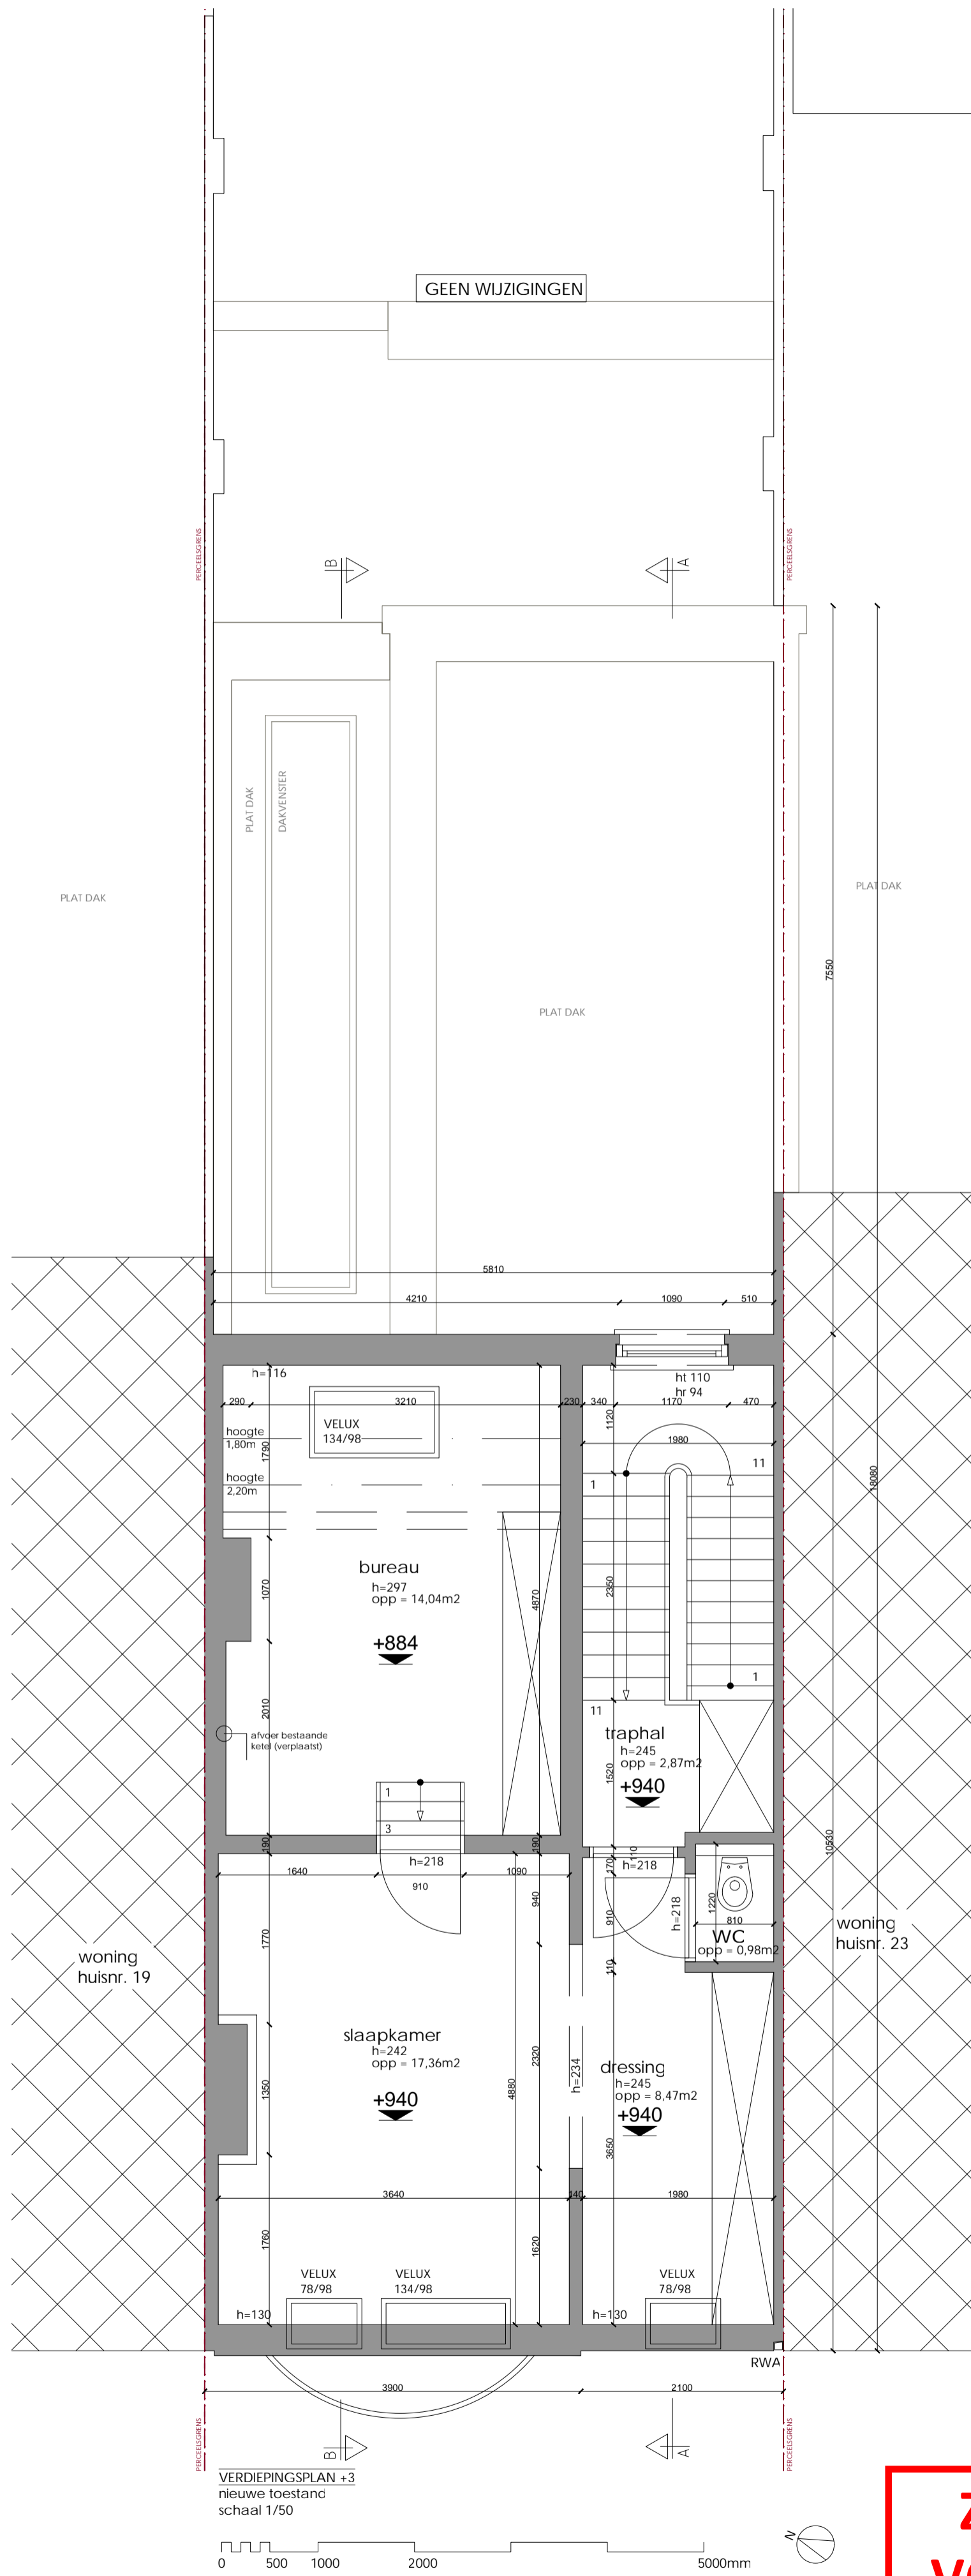 GEEN WIJZIGINGEN
PERCEELSGRENS
PERCEELSGRENS
B
A
PLAT DAK
DAKVENSTER
PLAT DAK
PLAT DAK
7550
PLAT DAK
5810
4210
1090
510
h=116
ht 110
hr 94
290
3210
230
340
1170
470
1120
VELUX
134/98
hoogte
1,80m
1790
1980
11
hoogte
2,20m
1
18080
bureau
h=297
opp = 14,04m2
1070
4870
2350
+884
1
2010
afvoer bestaande
ketel (verplaatst)
11
traphal
h=245
opp = 2,87m2
1520
+940
1
3
190
190
10530
h=218
110
170
h=218
1640
910
1090
940
910
h=218
1220
810
WC
opp = 0,98m2
woning
huisnr. 23
1770
110
woning
huisnr. 19
slaapkamer
h=242
opp = 17,36m2
2320
h=234
dressing
h=245
opp = 8,47m2
1350
4880
+940
+940
3650
3640
140
1980
1760
1620
VELUX
78/98
VELUX
134/98
VELUX
78/98
h=130
h=130
RWA
3900
2100
PERCEELSGRENS
PERCEELSGRENS
B
A
VERDIEPINGSPLAN +3
nieuwe toestand
schaal 1/50
N
0
500
1000
2000
5000mm